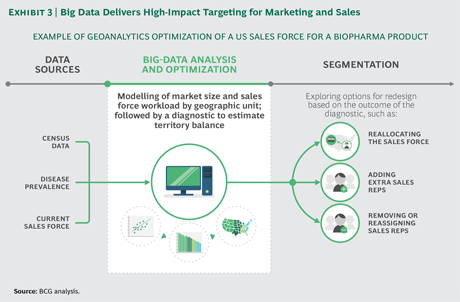 EXHIBIT 3 | Big Data Delivers High-Impact Targeting for Marketing and Sales
EXAMPLE OF GEOANALYTICS OPTIMIZATION OF A US SALES FORCE FOR A BIOPHARMA PRODUCT
DATA
SOURCES
BIG-DATA ANALYSIS
AND OPTIMIZATION
SEGMENTATION
Modelling of market size and sales
force workload by geographic unit;
followed by a diagnostic to estimate
territory balance
Exploring options for redesign
based on the outcome of the
diagnostic, such as:
CENSUS
DATA
DISEASE
PREVALENCE
CURRENT
SALES FORCE
REALLOCATING
THE SALES FORCE
ADDING
EXTRA SALES
REPS
REMOVING OR
REASSIGNING
SALES REPS
Source: BCG analysis.